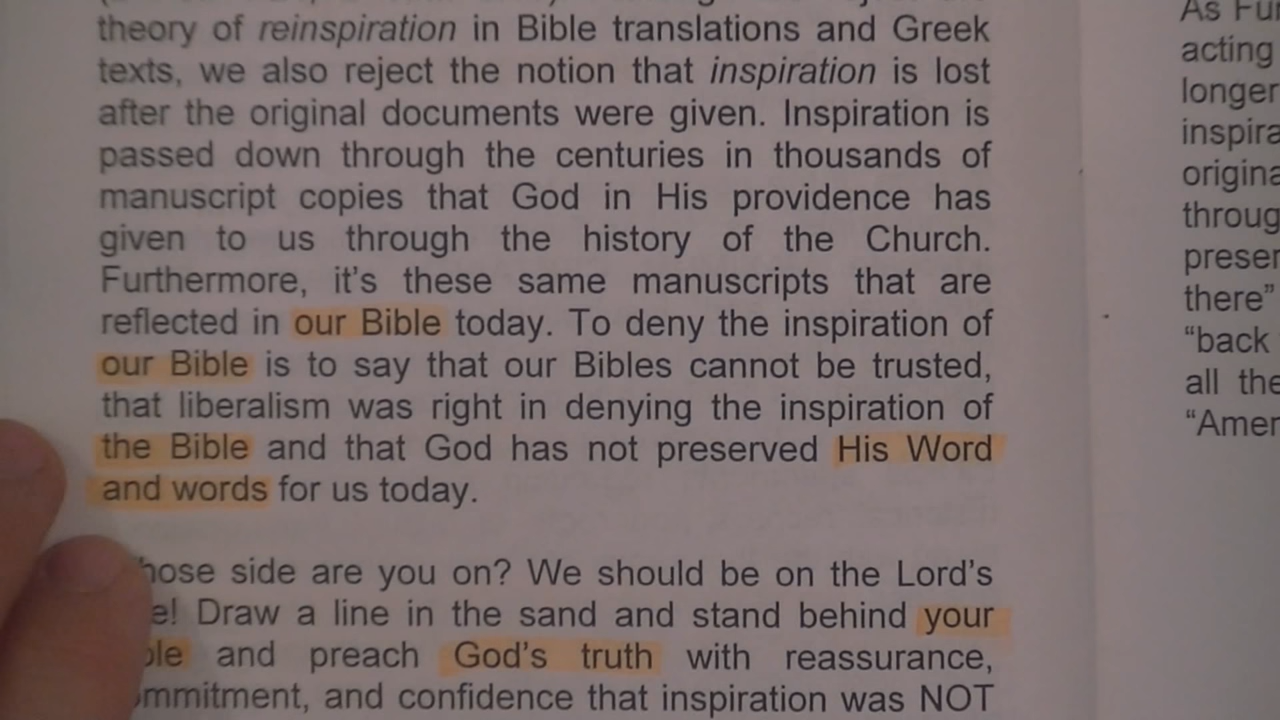 theory of reinspiration in Bible translations and Greek
texts, we also reject the notion that inspiration is lost
after the original documents were given. Inspiration is
passed down through the centuries in thousands of
manuscript copies that God in His providence has
given to us through the history of the Church.
Furthermore, it's these same manuscripts that are
reflected in our Bible today. To deny the inspiration of
our Bible is to say that our Bibles cannot be trusted,
that liberalism was right in denying the inspiration of
the Bible and that God has not preserved His Word
and words for us today.
hose side are you on? We should be on the Lord's
e! Draw a line in the sand and stand behind your
ble and preach God's truth with reassurance,
mmitment, and confidence that inspiration was NOT
As Fu
acting
longer
inspira
origina
throug
preser
there”
“back
all the
“Amer